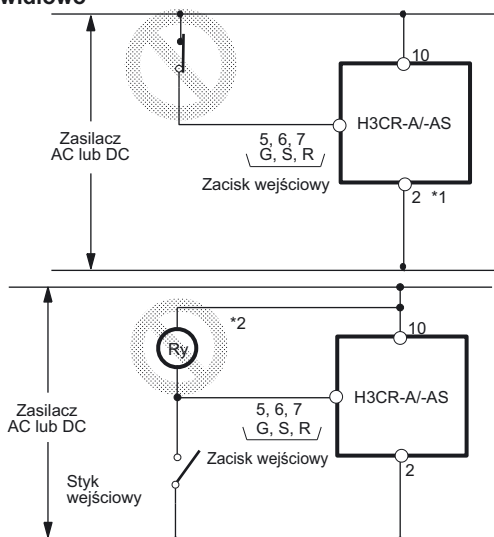 10
H3CR-A/-AS
Zasilacz
AC lub DC
5, 6, 7
G, S, R
Zacisk wejściowy
2 *1
*2
10
Ry
H3CR-A/-AS
Zasilacz
AC lub DC
5, 6, 7
G, S, R
Zacisk wejściowy
2
Styk
wejściowy